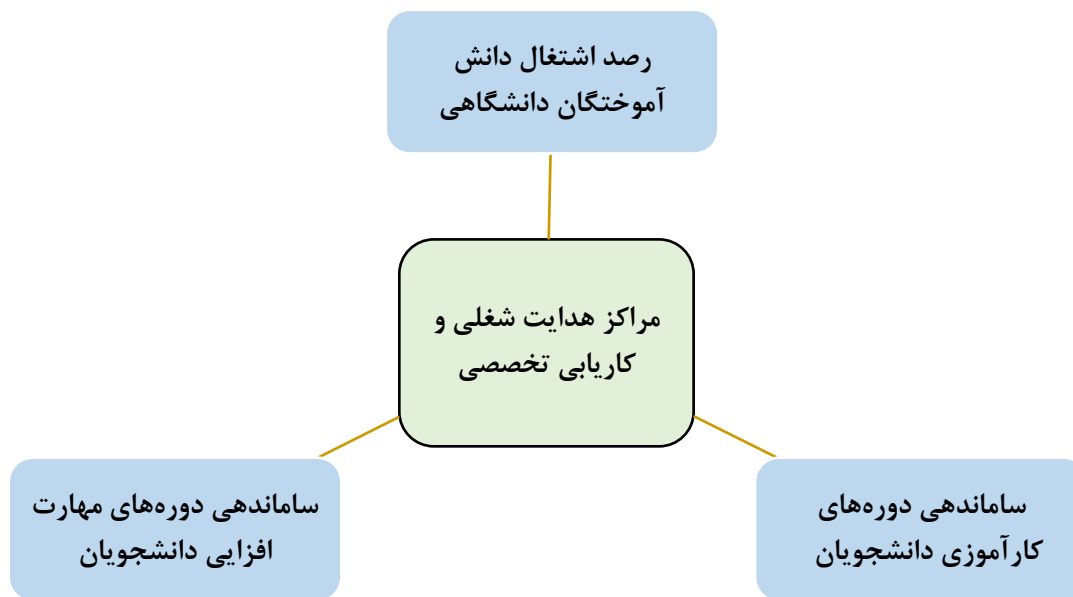 رصد اشتغال دانش
آموختگان دانشگاهی
مراکز هدایت شغلی و
کاریابی تخصصی
ساماندهی دوره‌های
کارآموزی دانشجویان
ساماندهی دوره‌های مهارت
افزایی دانشجویان